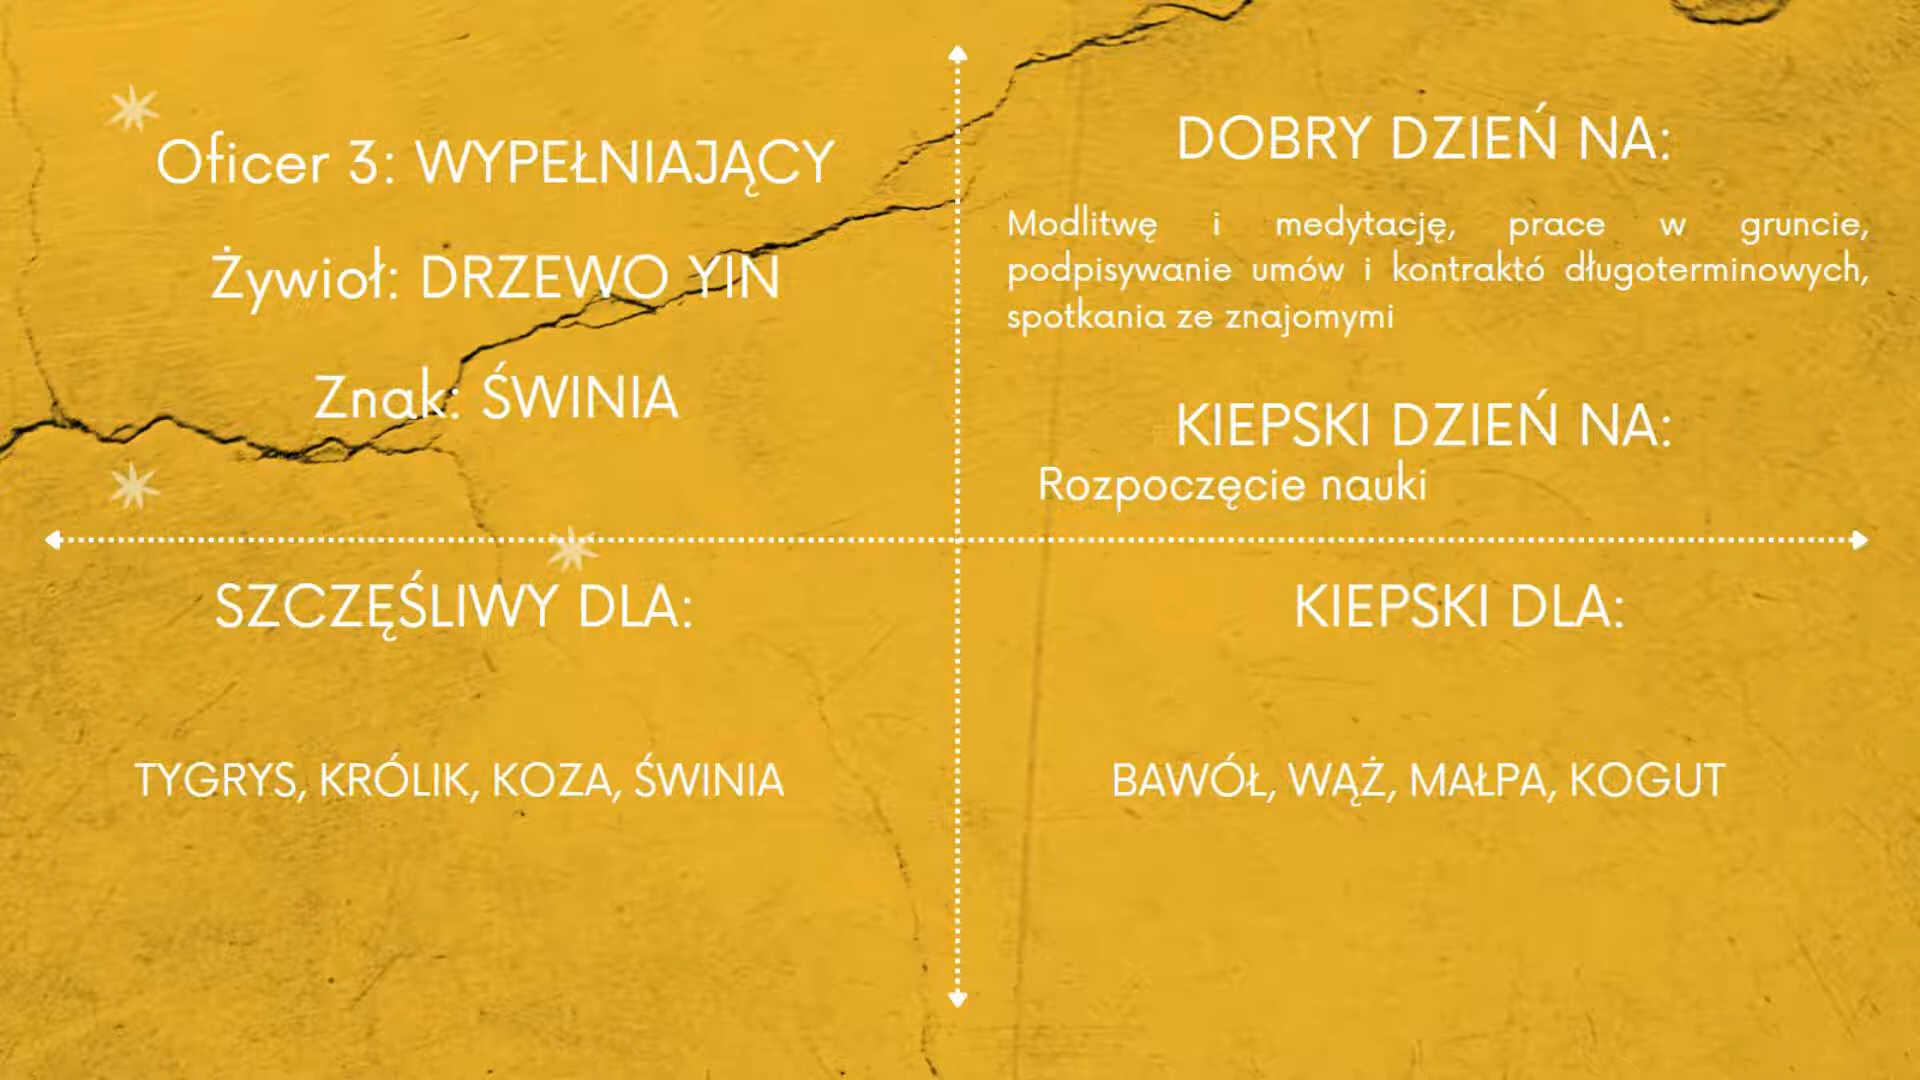 Oficer 3: WYPEŁNIAJĄCY
Żywioł: DRZEWO YIN
Znak: ŚWINIA
DOBRY DZIEŃ NA:
Modlitwę i medytację, prace w gruncie,
podpisywanie umów i kontraktó długoterminowych,
spotkania ze znajomymi
KIEPSKI DZIEŃ NA:
Rozpoczęcie nauki
SZCZĘŚLIWY DLA:
TYGRYS, KRÓLIK, KOZA, ŚWINIA
KIEPSKI DLA:
BAWÓŁ, WĄŻ, MAŁPA, KOGUT